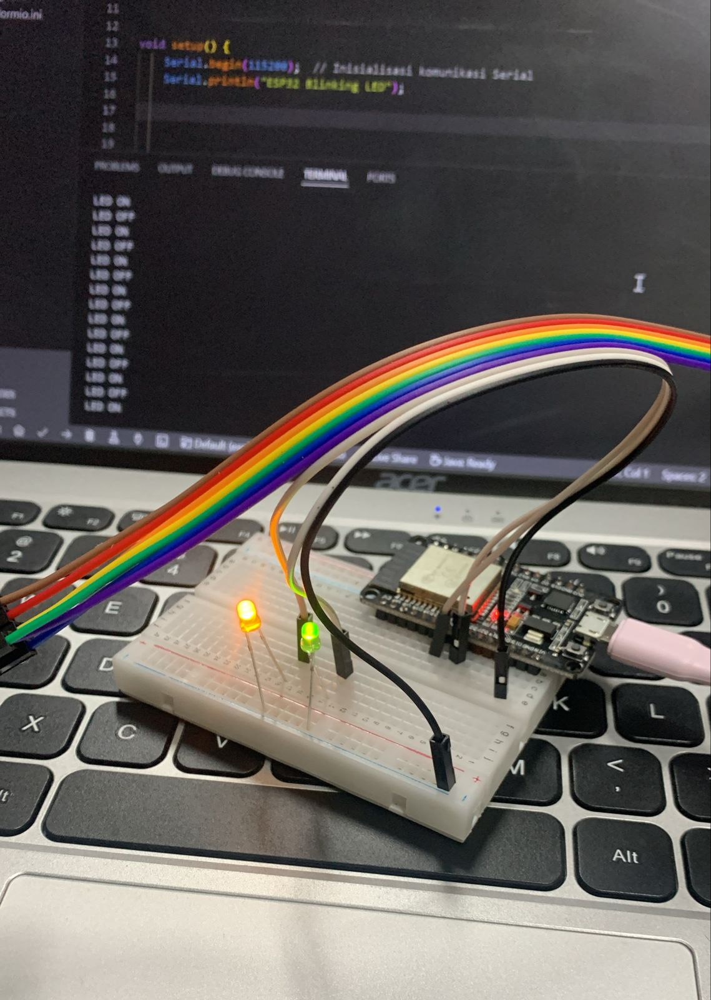 ormio.ini
11
12
13 void setup() {
14 Serial.begin(115200); // Inisialisasi komunikasi Serial
15 Serial.println("ESP32 Blinking LED");
16
17
18
19
PROBLEMS OUTPUT DEBUG CONSOLE TERMINAL PORTS
LED ON
LED OFF
LED ON
LED OFF
LED ON
LED OFF
LED ON
LED OFF
LED ON
LED OFF
LED ON
LED OFF
LED ON
LED OFF
LED ON
Default Share Java: Ready Col 1 Spaces: 2
acer
F1 F2 F4 F5 F8 F9 Pause
@
2
4
)
0
E
D
K
L
X
C
V
M
<
,
Alt
a b c d e
f g h i j
+
-